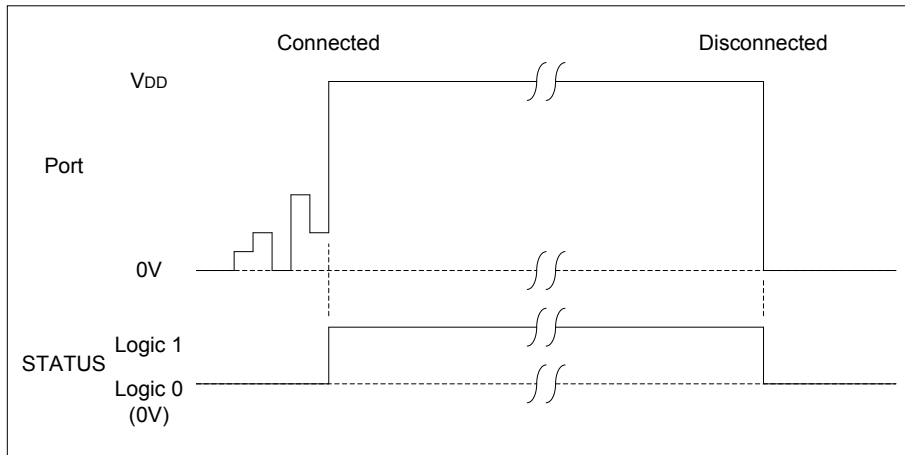 Connected
Disconnected
VDD
Port
0V
Logic 1
STATUS
Logic 0
(0V)